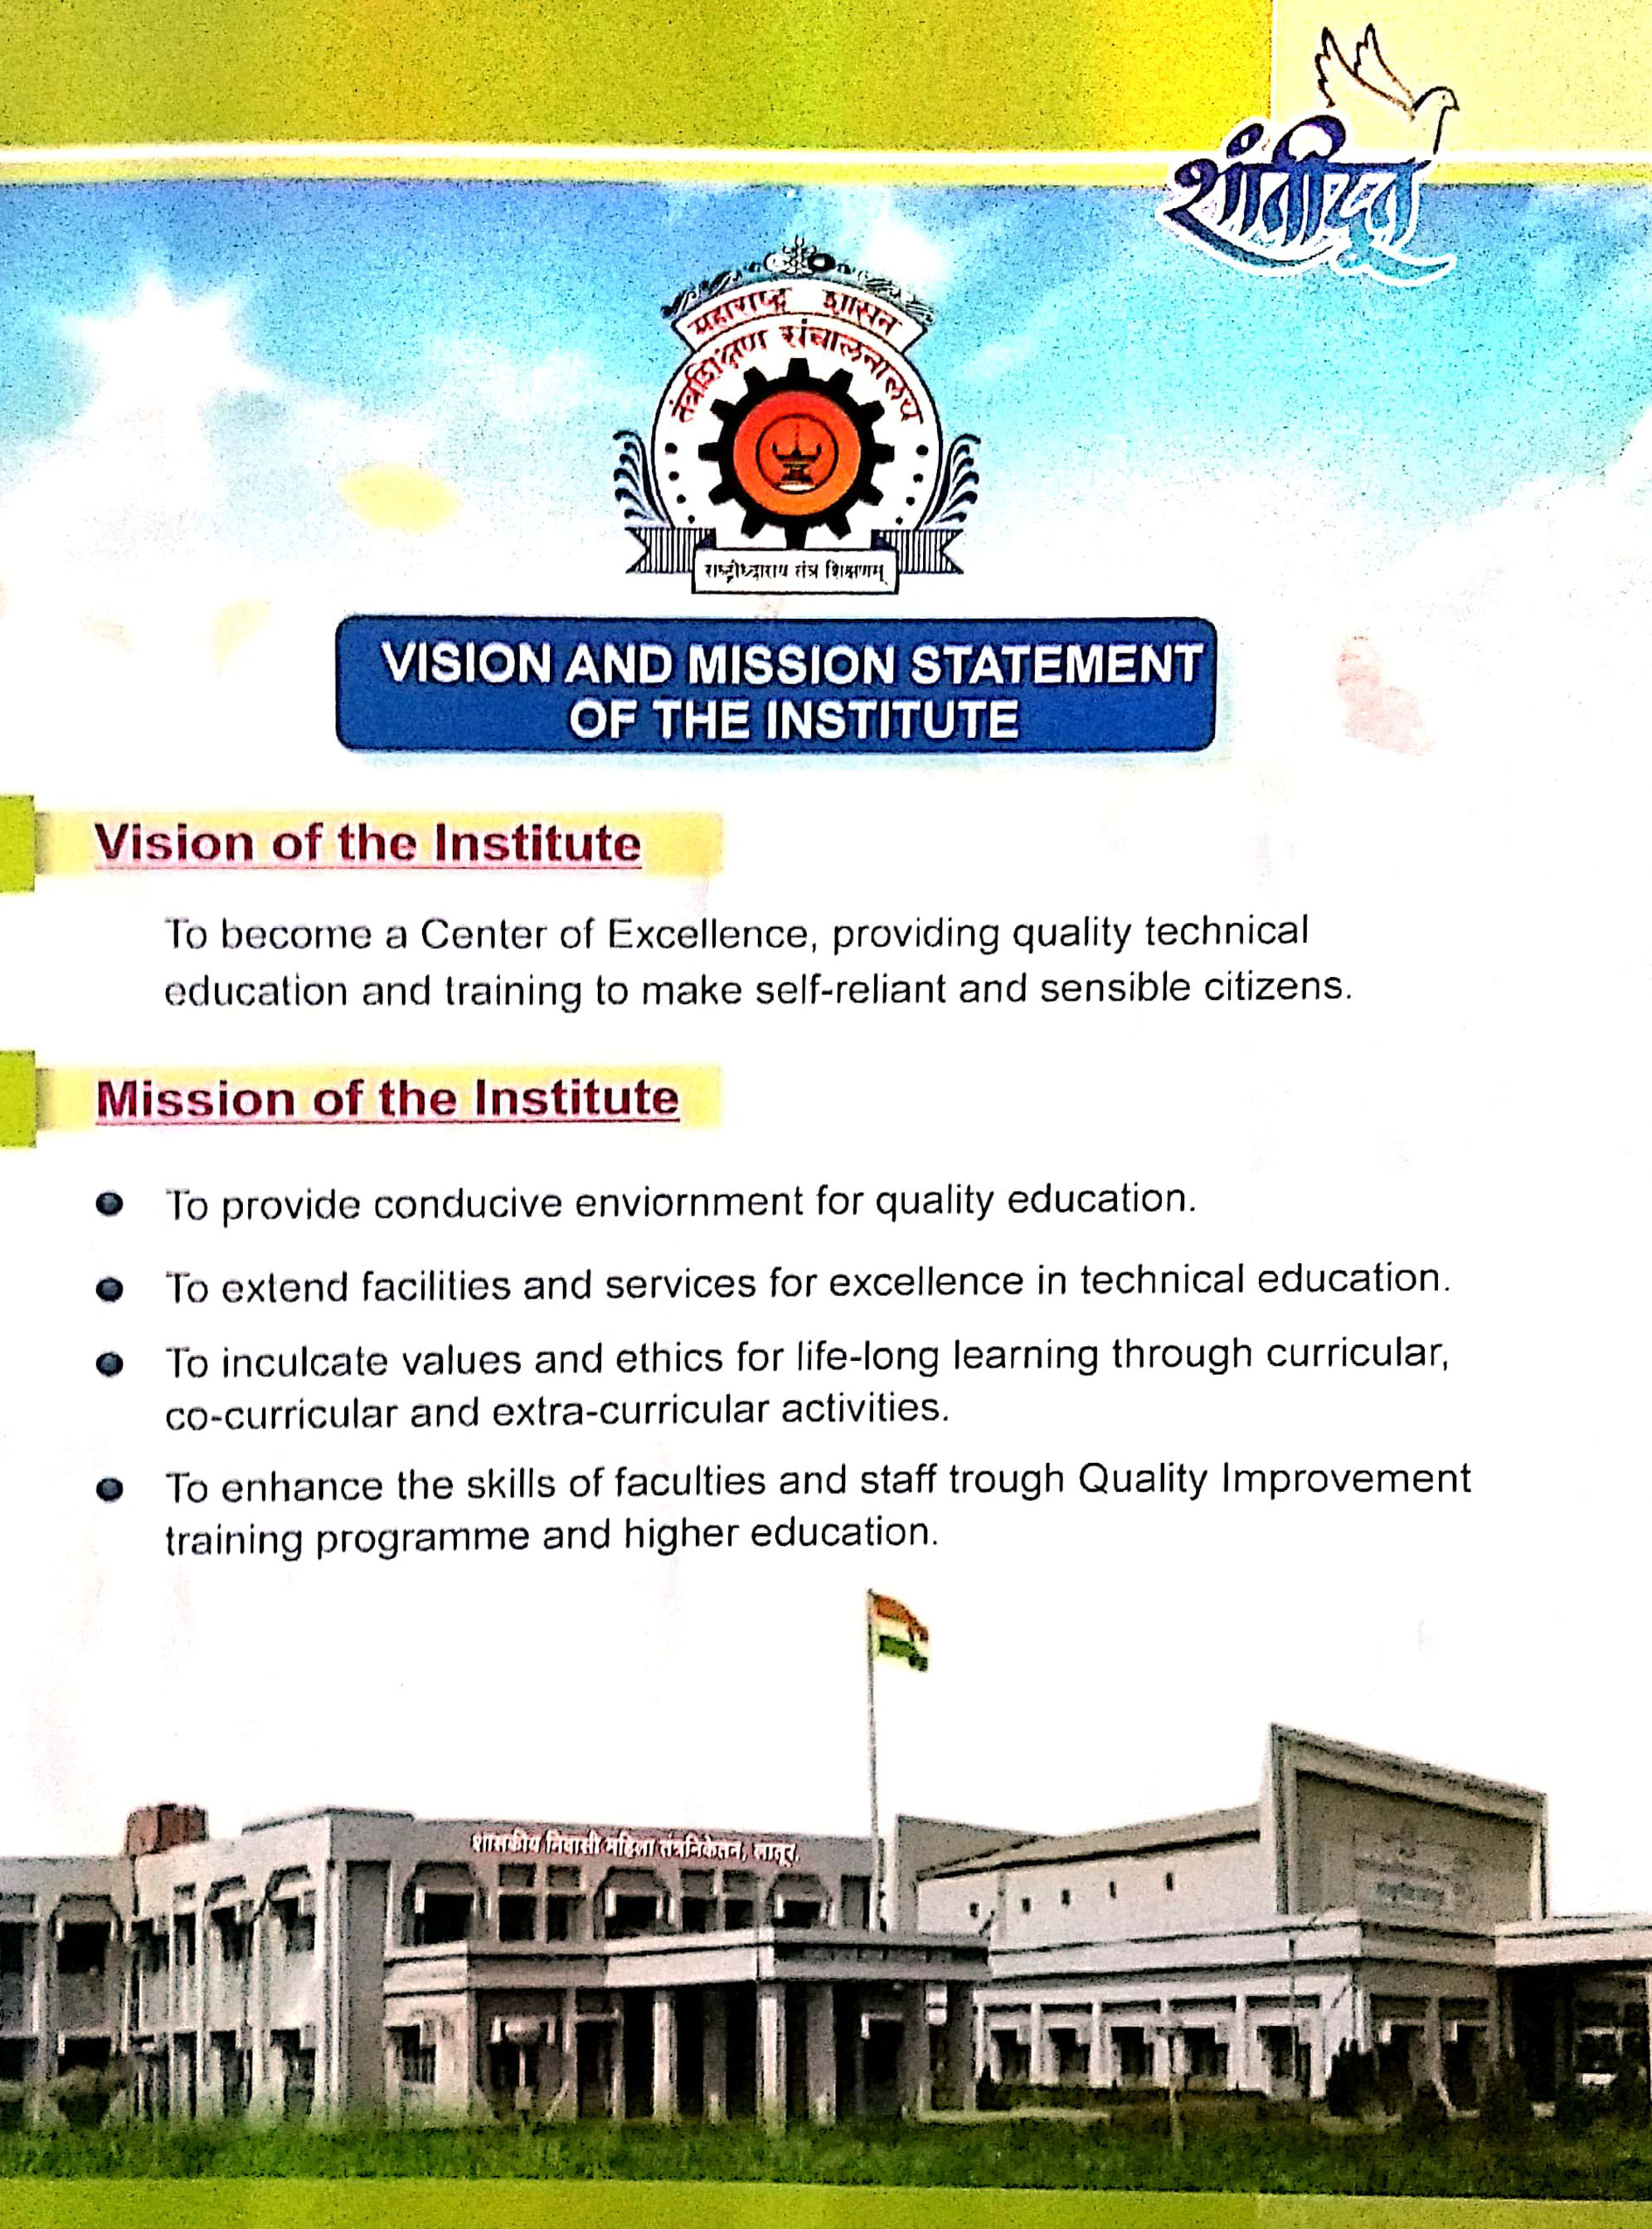 शांतीदूत
महाराष्ट्र शासन
तंत्रशिक्षण संचालनालय
राष्ट्रोध्दाराय तंत्र शिक्षणम्
VISION AND MISSION STATEMENT
OF THE INSTITUTE
Vision of the Institute
To become a Center of Excellence, providing quality technical
education and training to make self-reliant and sensible citizens.
Mission of the Institute
To provide conducive enviornment for quality education.
To extend facilities and services for excellence in technical education.
To inculcate values and ethics for life-long learning through curricular,
co-curricular and extra-curricular activities.
To enhance the skills of faculties and staff trough Quality Improvement
training programme and higher education.
शासकीय निवासी महिला तंत्रनिकेतन, लातूर.